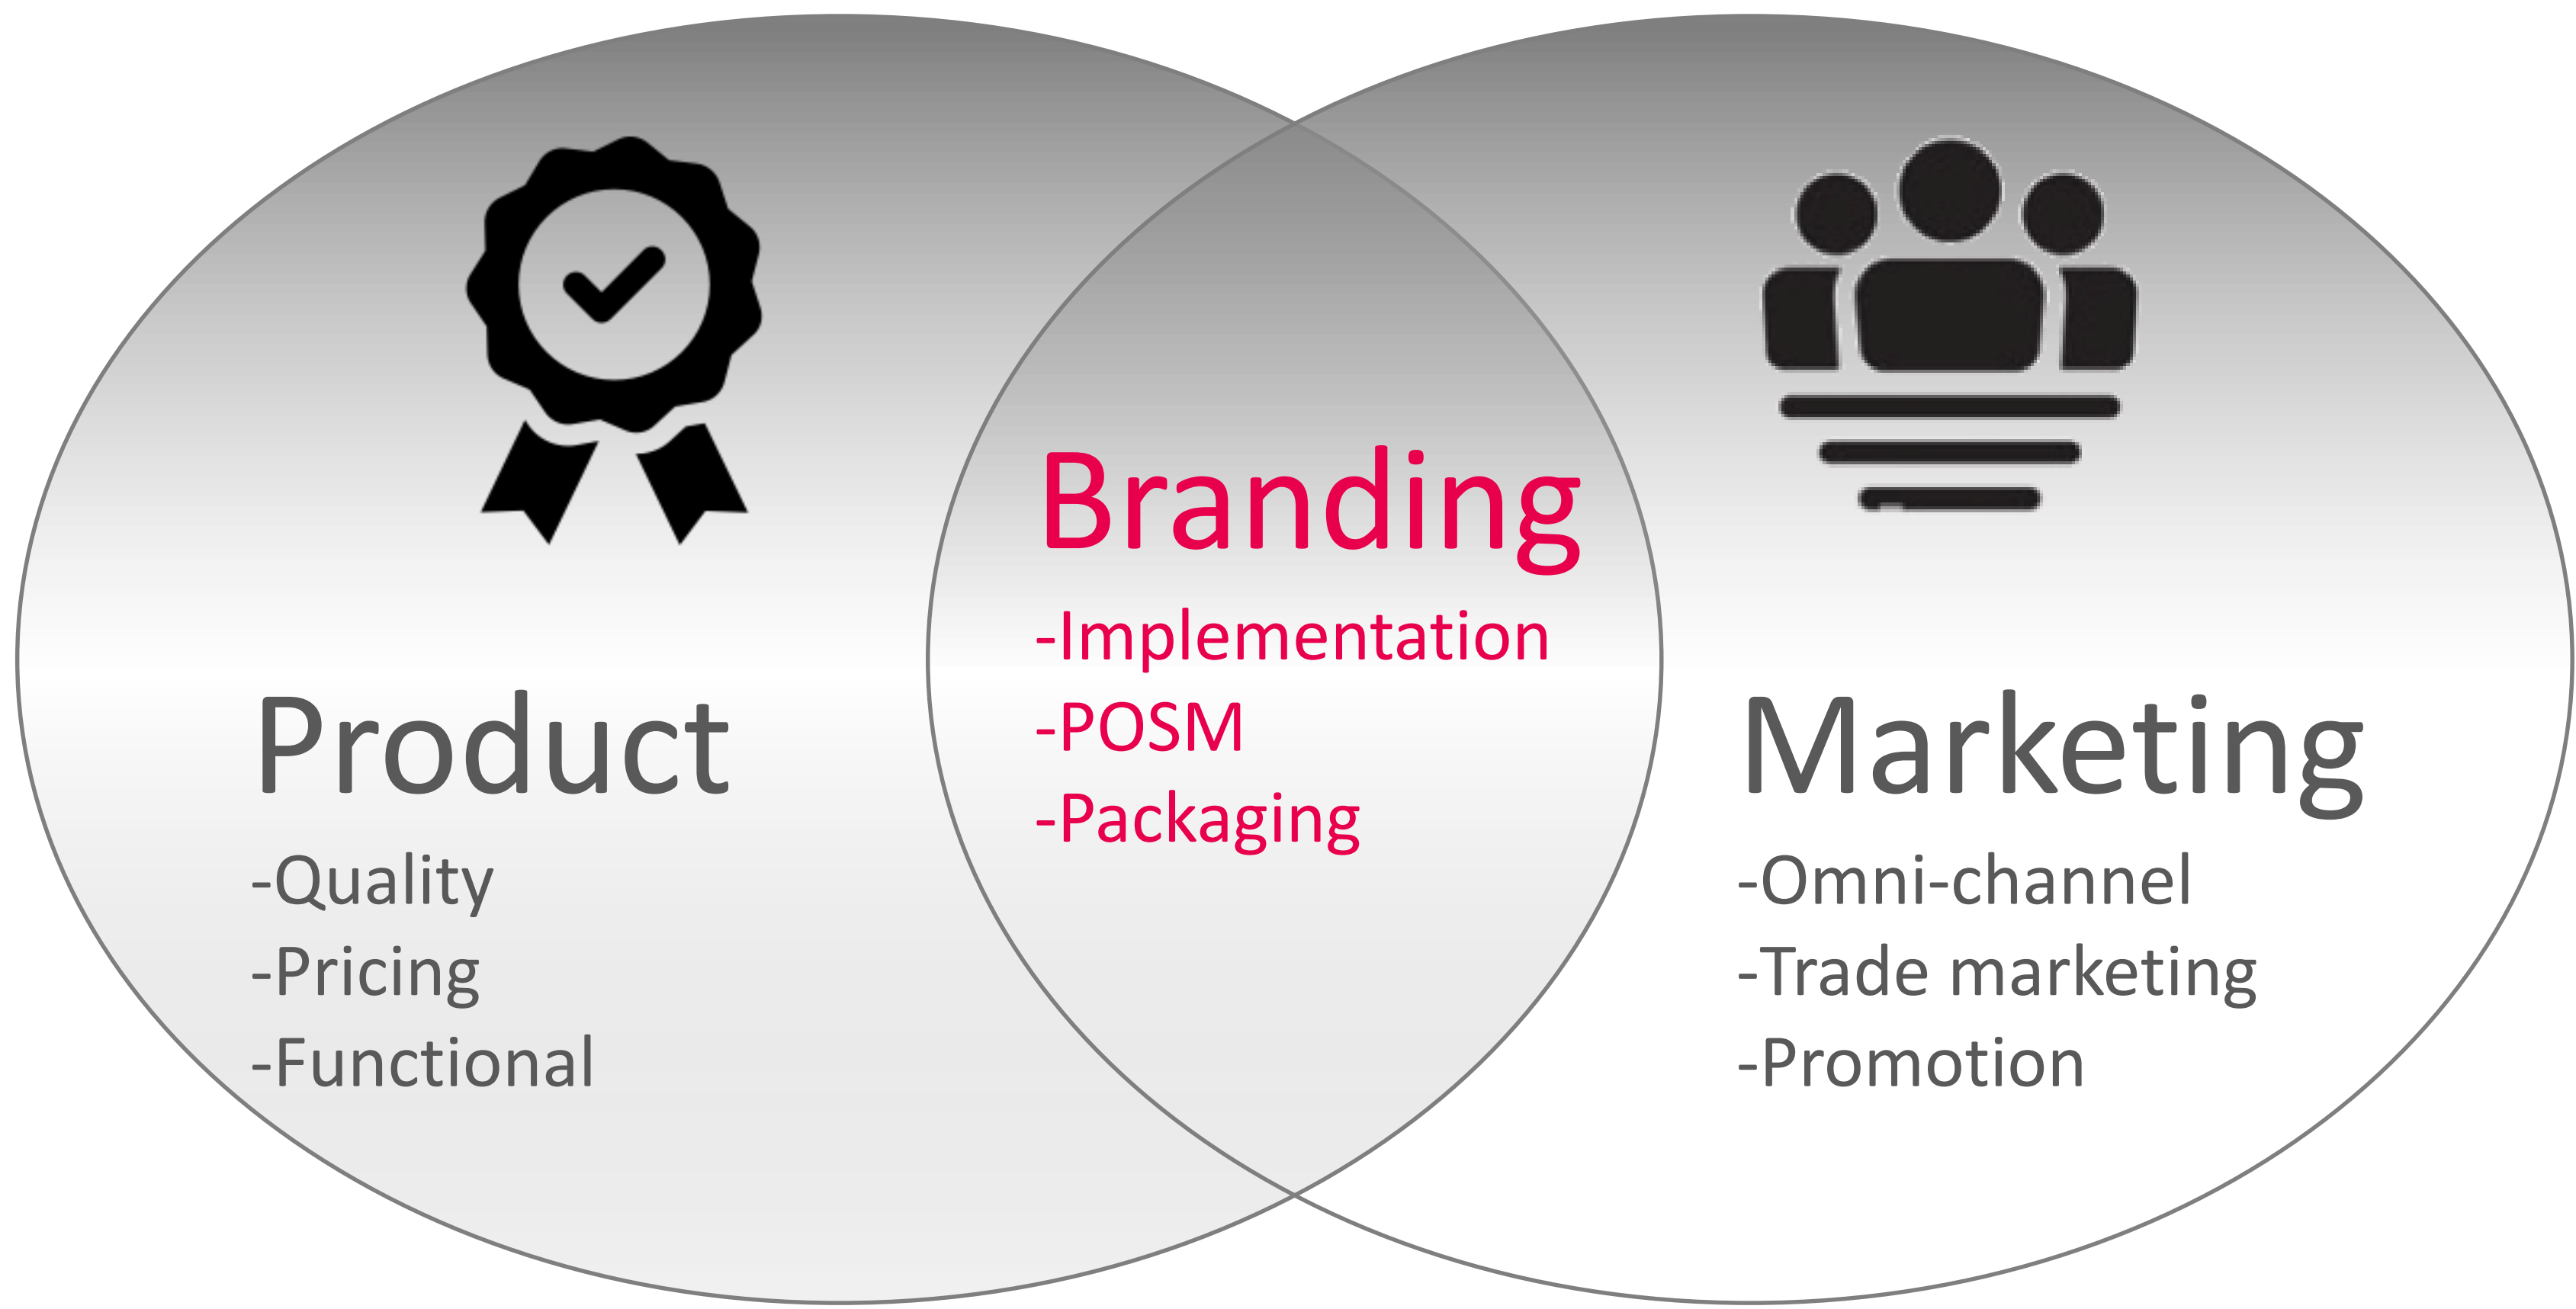 Product
-Quality
-Pricing
-Functional
Branding
-Implementation
-POSM
-Packaging
Marketing
-Omni-channel
-Trade marketing
-Promotion